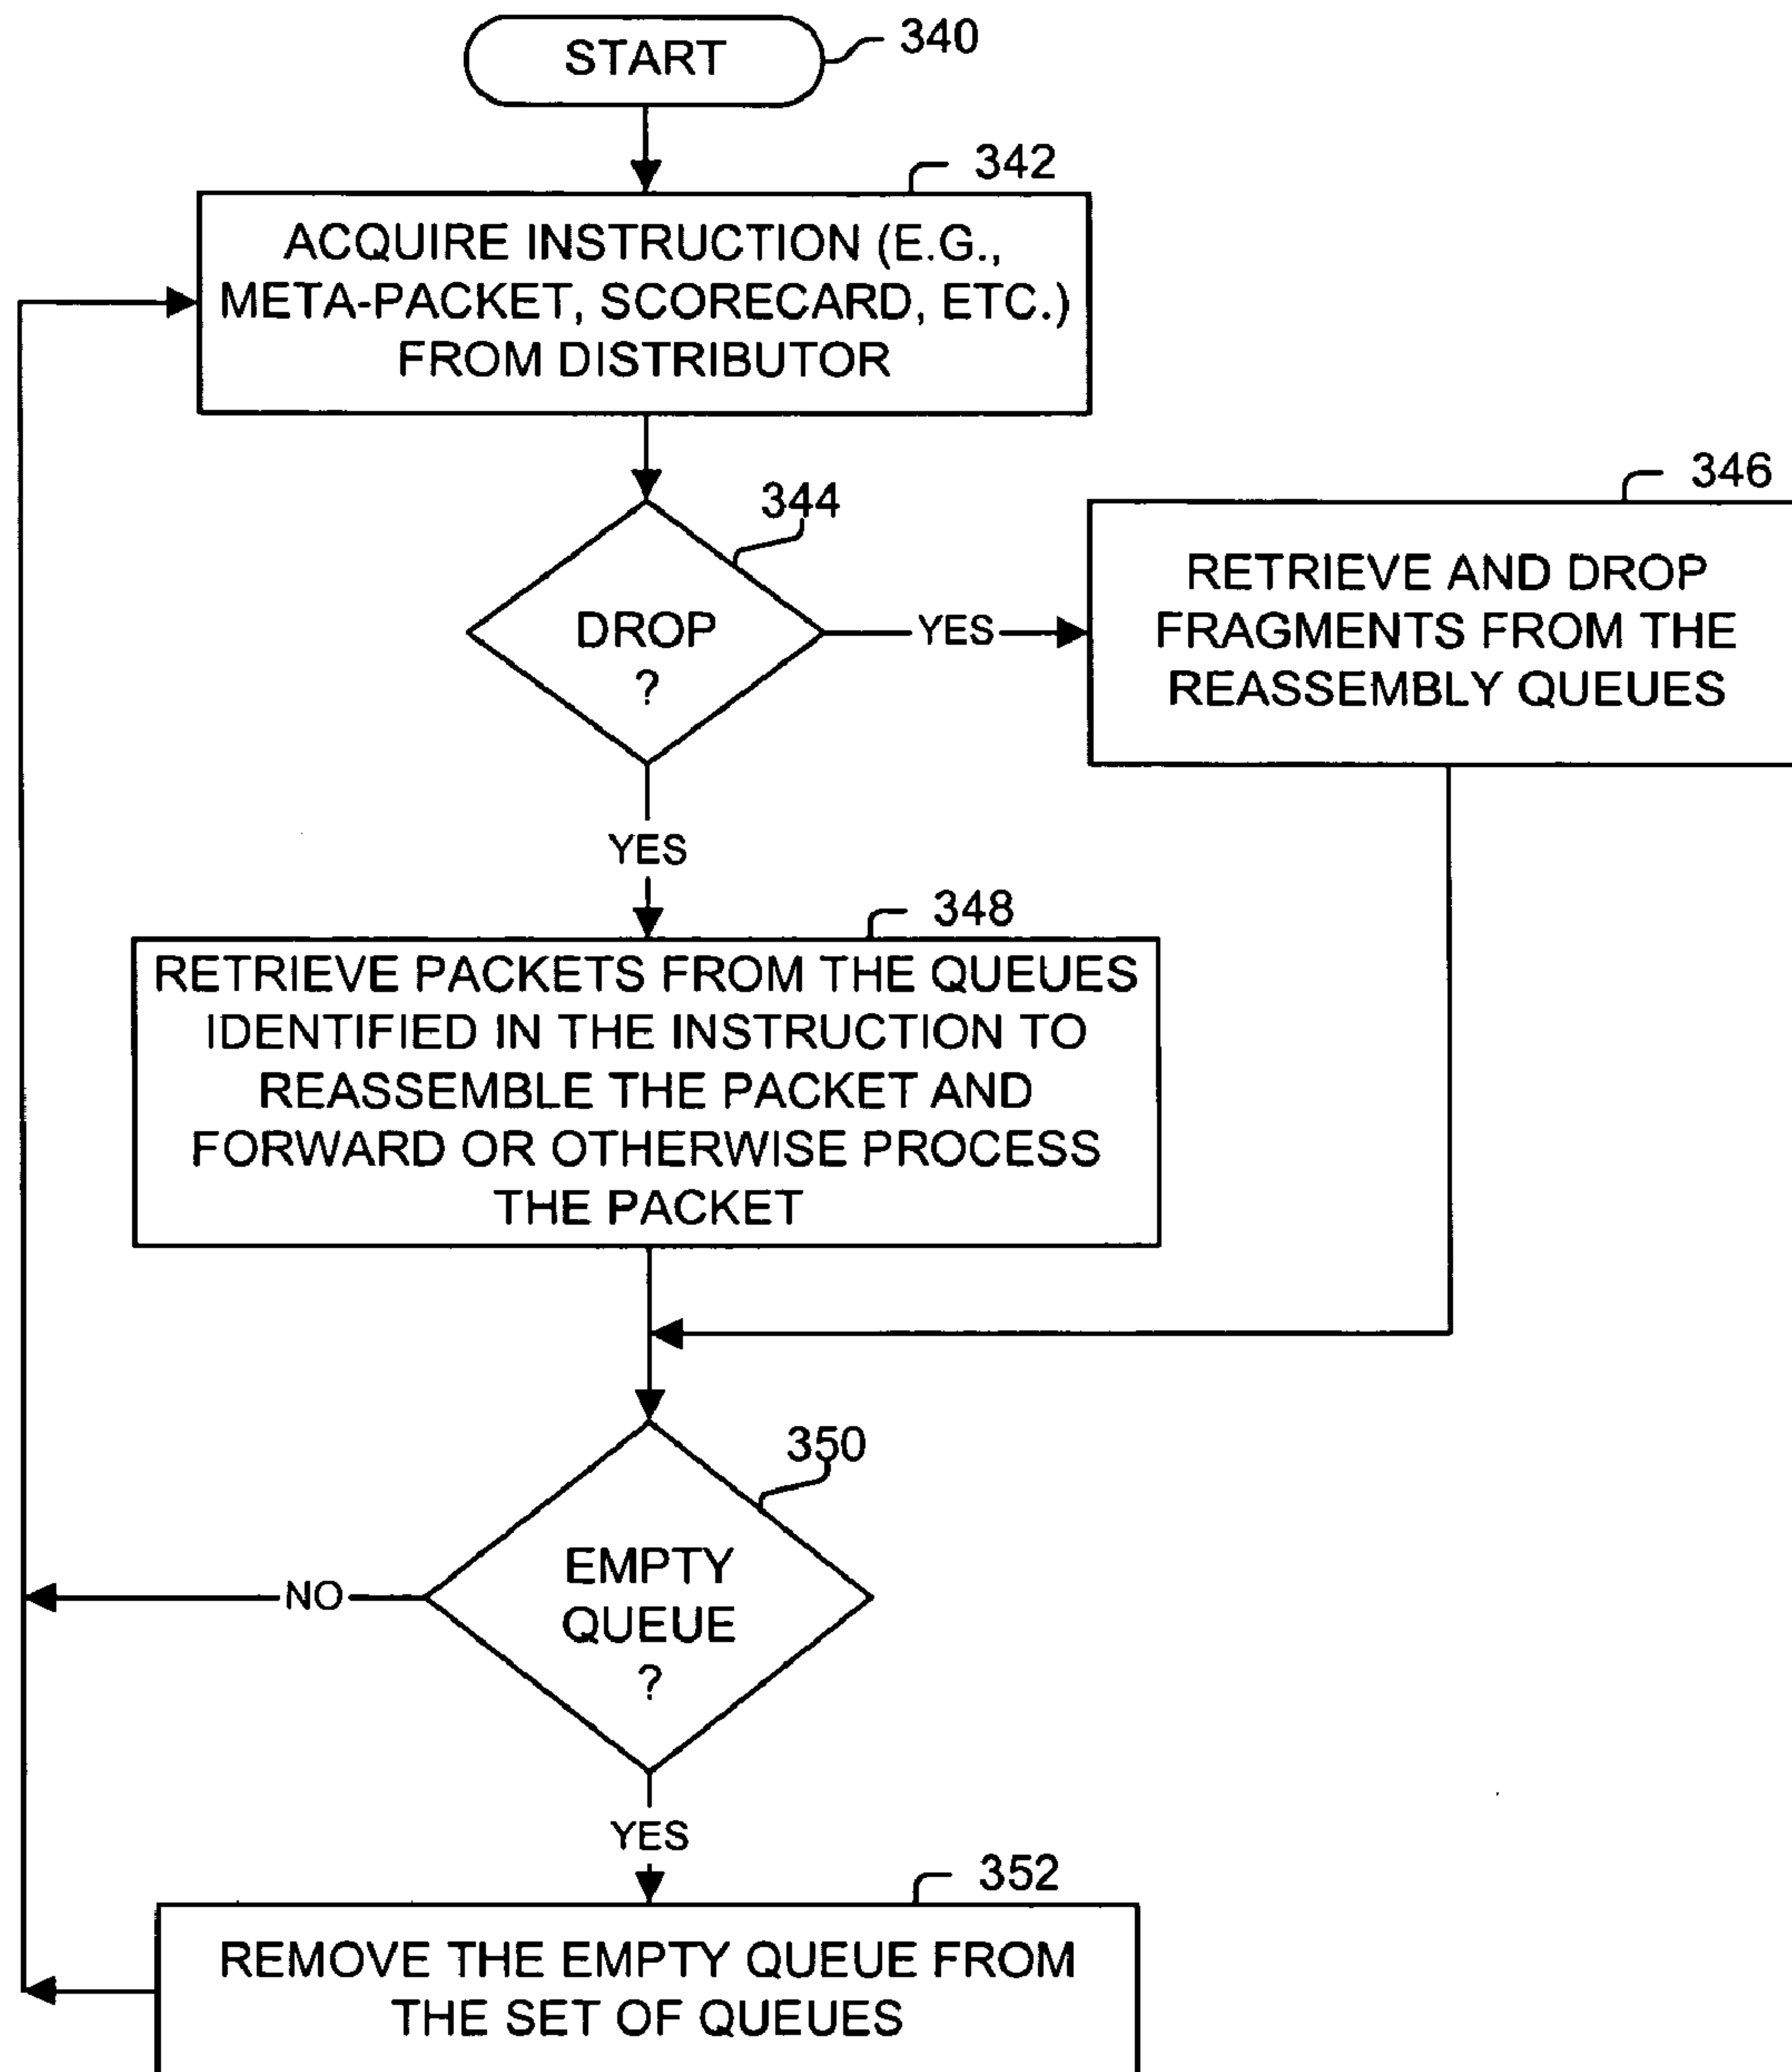 START
340
342
ACQUIRE INSTRUCTION (E.G.,
META-PACKET, SCORECARD, ETC.)
FROM DISTRIBUTOR
344
DROP
?
YES
346
RETRIEVE AND DROP
FRAGMENTS FROM THE
REASSEMBLY QUEUES
YES
348
RETRIEVE PACKETS FROM THE QUEUES
IDENTIFIED IN THE INSTRUCTION TO
REASSEMBLE THE PACKET AND
FORWARD OR OTHERWISE PROCESS
THE PACKET
350
EMPTY
QUEUE
?
NO
YES
352
REMOVE THE EMPTY QUEUE FROM
THE SET OF QUEUES